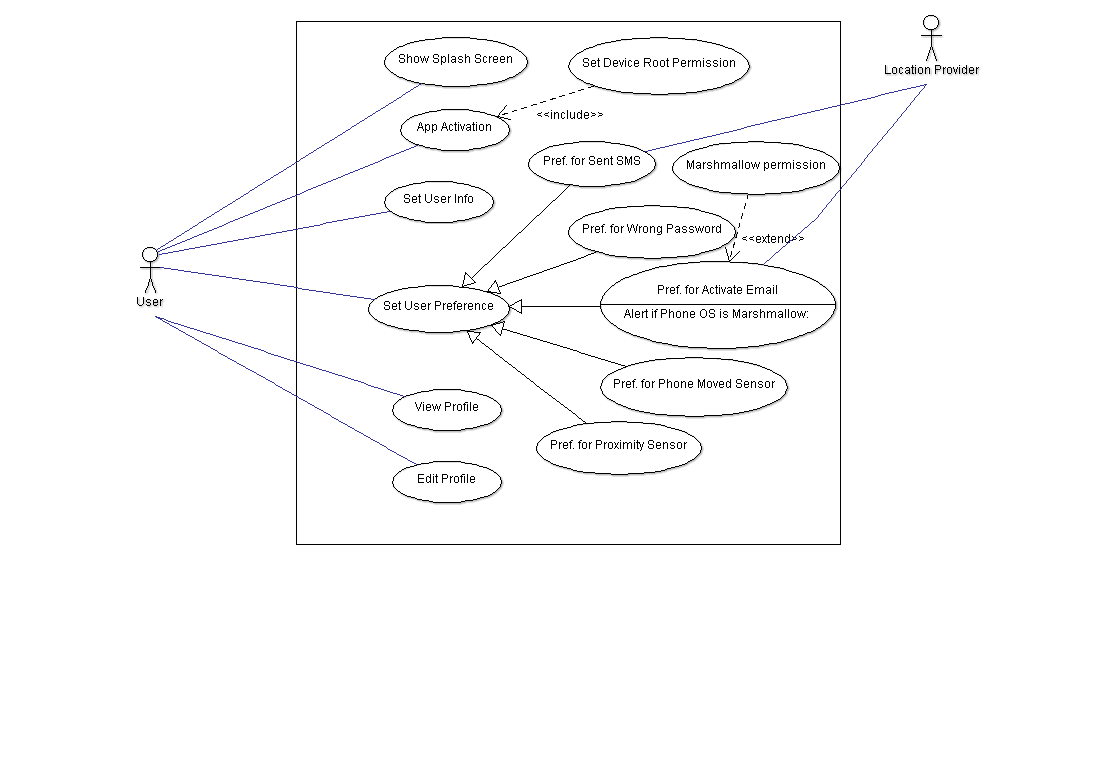 Show Splash Screen
Set Device Root Permission
Location Provider
<<include>>
App Activation
Pref. for Sent SMS
Marshmallow permission
Set User Info
Pref. for Wrong Password
<<extend>>
User
Set User Preference
Pref. for Activate Email
Alert if Phone OS is Marshmallow:
Pref. for Phone Moved Sensor
View Profile
Pref. for Proximity Sensor
Edit Profile